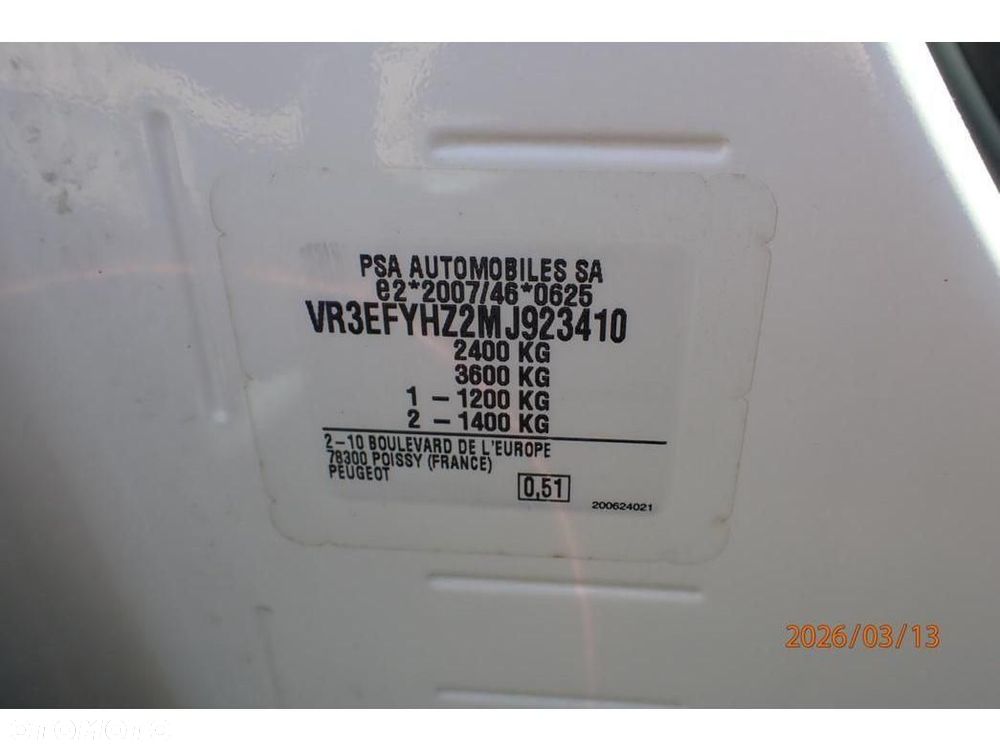 PSA AUTOMOBILES SA
e2*2007/46*0625
VR3EFYHZ2MJ923410
2400 KG
3600 KG
1 - 1200 KG
2 - 1400 KG
2-10 BOULEVARD DE L'EUROPE
78300 POISSY (FRANCE)
PEUGEOT
0,51
200624021
2026/03/13
OTOMOTO